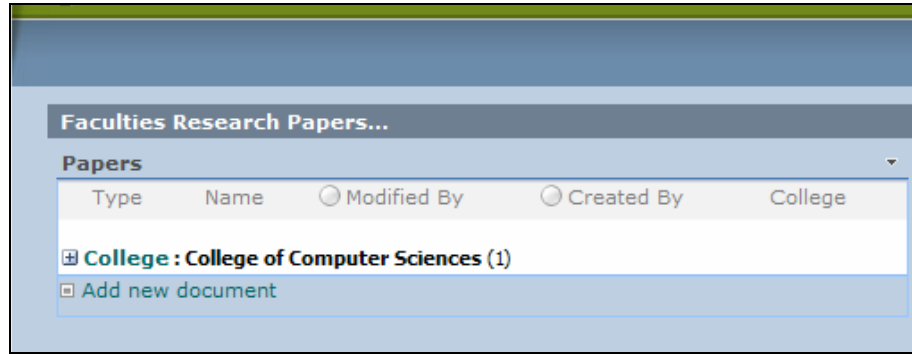 Faculties Research Papers...
Papers
Type Name Modified By Created By College
College : College of Computer Sciences (1)
Add new document